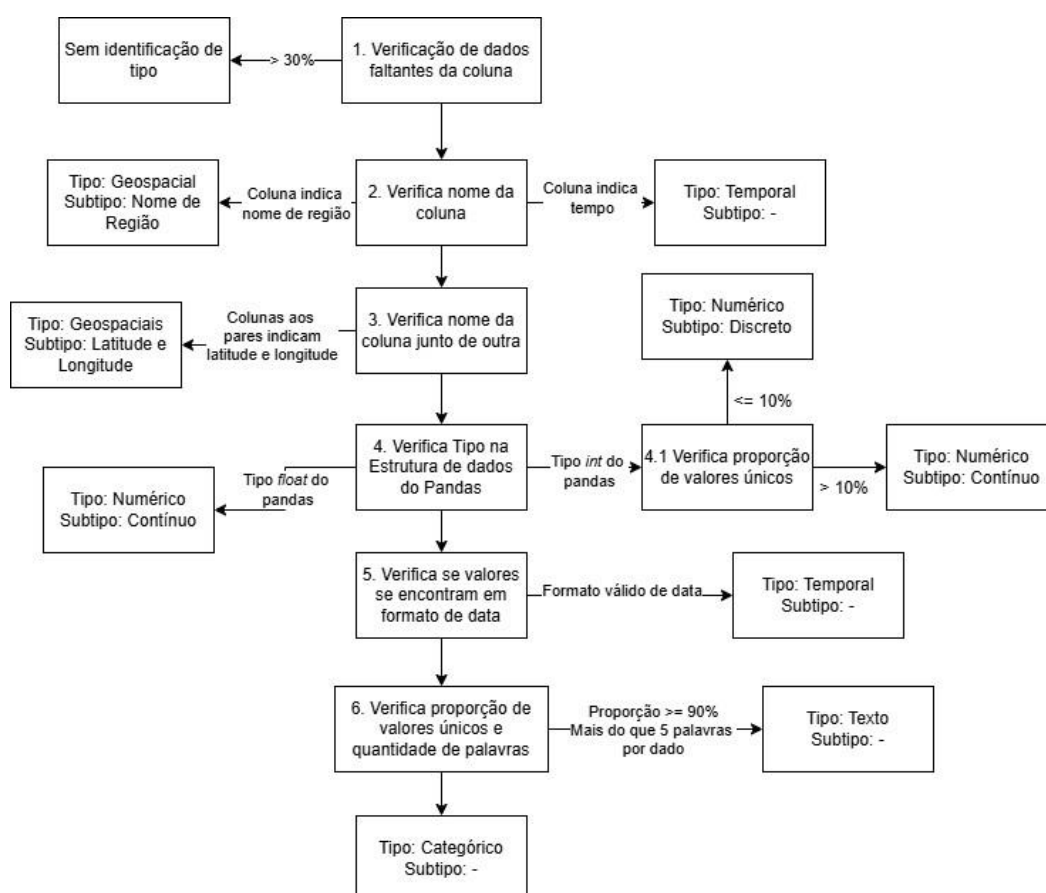 Sem identificação de
tipo
> 30%
1. Verificação de dados
faltantes da coluna
Tipo: Geospacial
Subtipo: Nome de
Região
Coluna indica
nome de região
2. Verifica nome da
coluna
Coluna indica
tempo
Tipo: Temporal
Subtipo: -
Tipo: Geospaciais
Subtipo: Latitude e
Longitude
Colunas aos
pares indicam
latitude e longitude
3. Verifica nome da
coluna junto de outra
Tipo: Numérico
Subtipo: Discreto
<= 10%
Tipo: Numérico
Subtipo: Contínuo
Tipo float do
pandas
4. Verifica Tipo na
Estrutura de dados
do Pandas
Tipo int do
pandas
4.1 Verifica proporção
de valores únicos
> 10%
Tipo: Numérico
Subtipo: Contínuo
5. Verifica se valores
se encontram em
formato de data
Formato válido de data
Tipo: Temporal
Subtipo: -
6. Verifica proporção de
valores únicos e
quantidade de palavras
Proporção >= 90%
Mais do que 5 palavras
por dado
Tipo: Texto
Subtipo: -
Tipo: Categórico
Subtipo: -